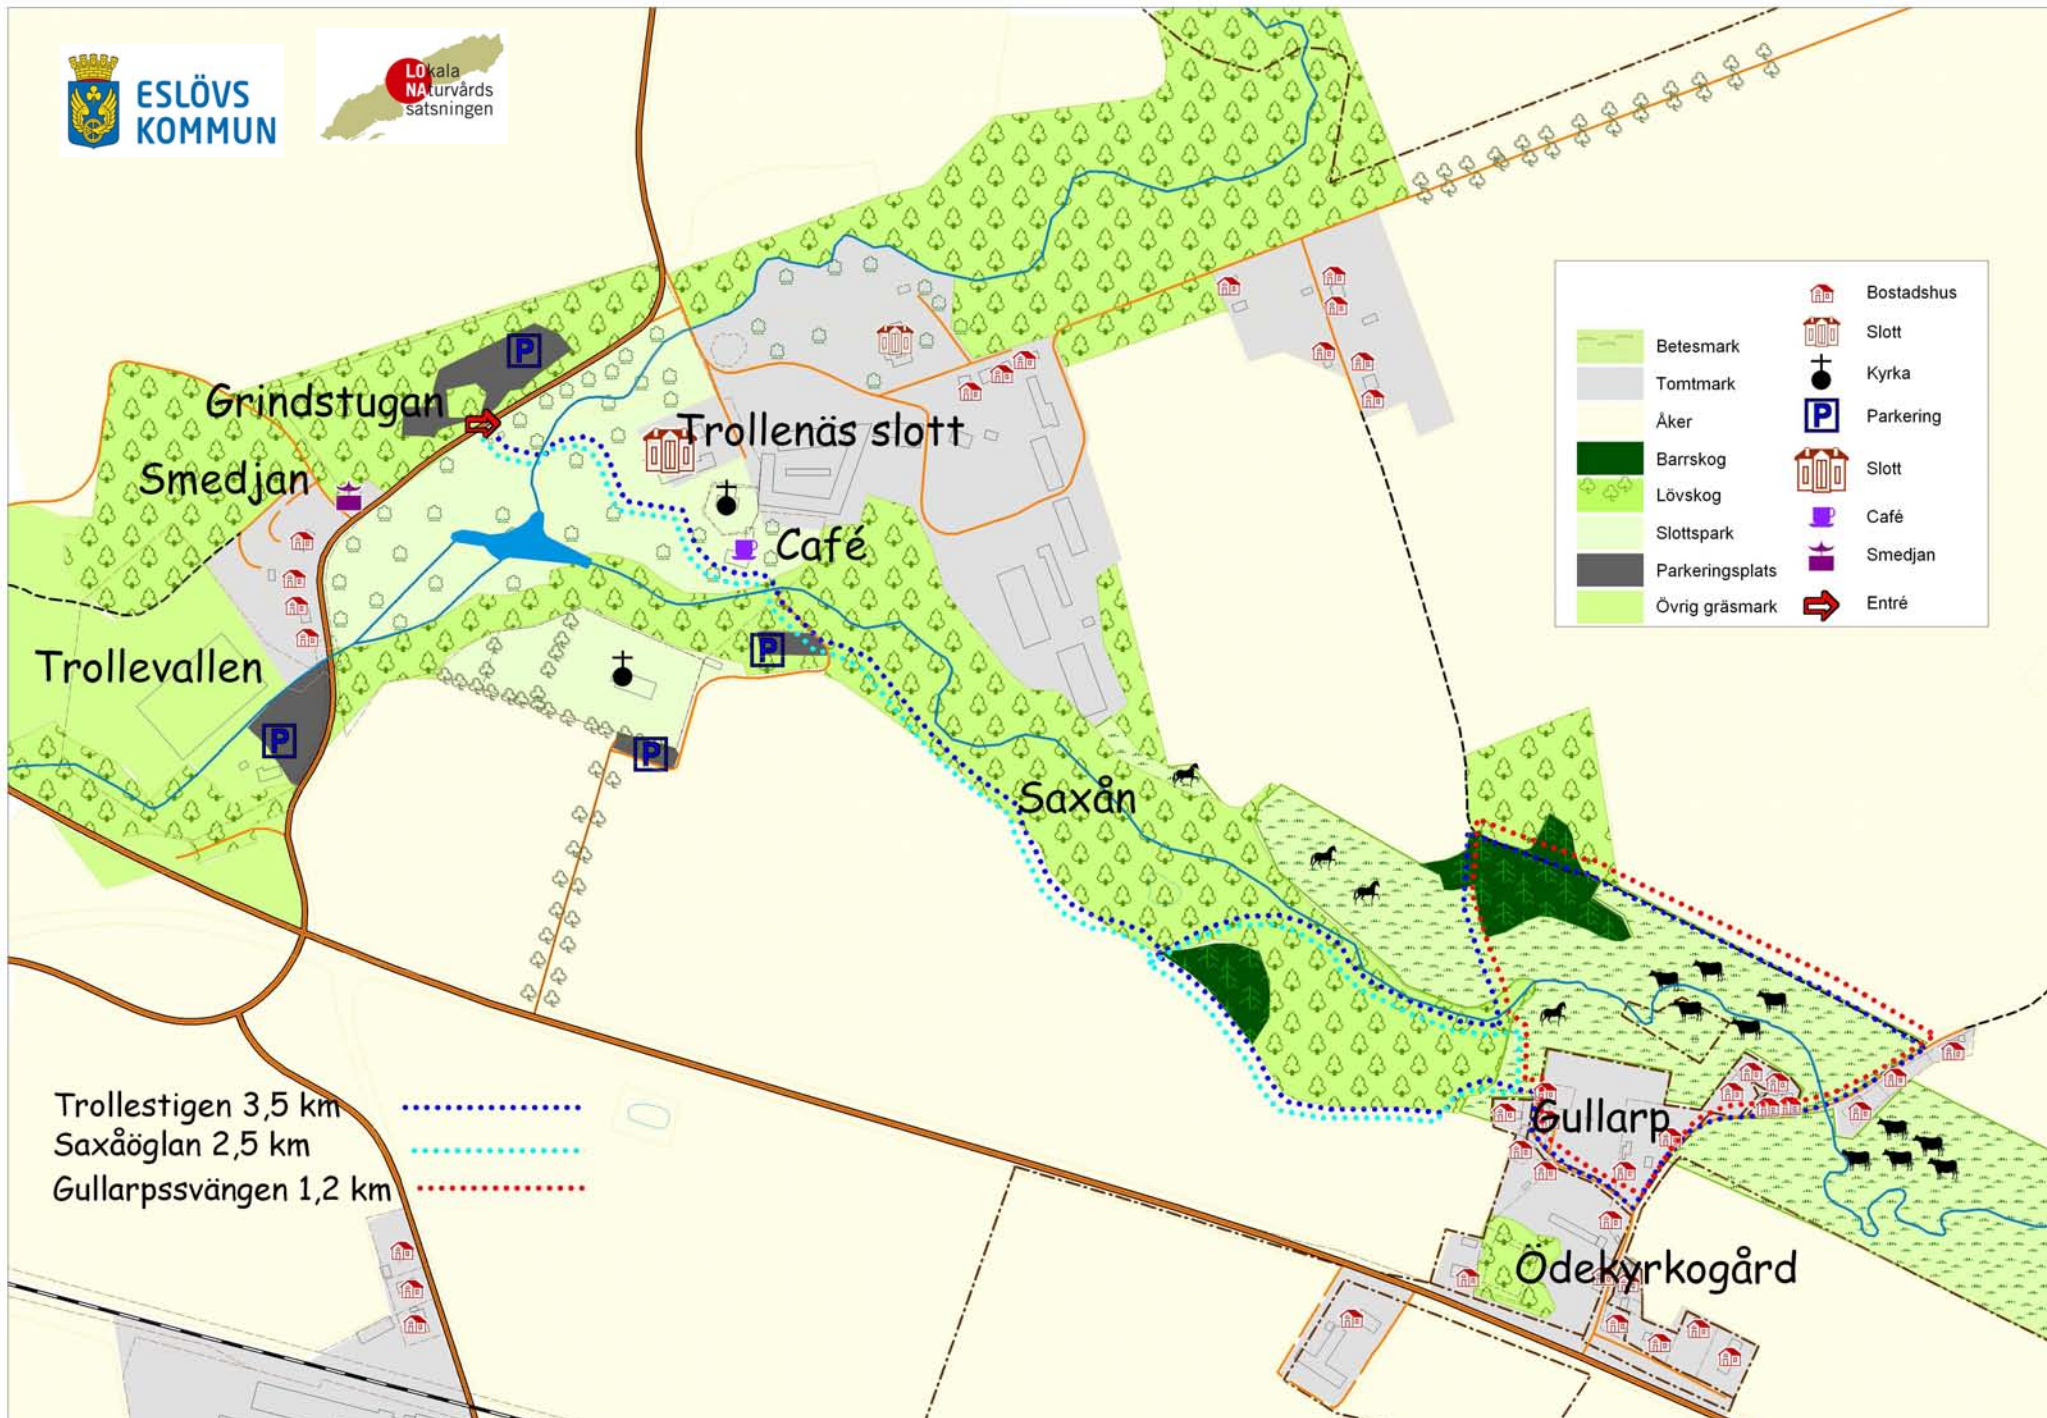 ESLÖVS
KOMMUN
LOkala
NAturvårds
satsningen
Grindstugan
P
Smedjan
Trollenäs slott
Café
Trollevallen
P
P
P
Saxån
Gullarp
Ödekyrkogård
Betesmark
Tomtmark
Åker
Barrskog
Lövskog
Slottspark
Parkeringsplats
Övrig gräsmark
Bostadshus
Slott
Kyrka
P Parkering
Slott
Café
Smedjan
Entré
Trollestigen 3,5 km
Saxåöglan 2,5 km
Gullarpssvängen 1,2 km